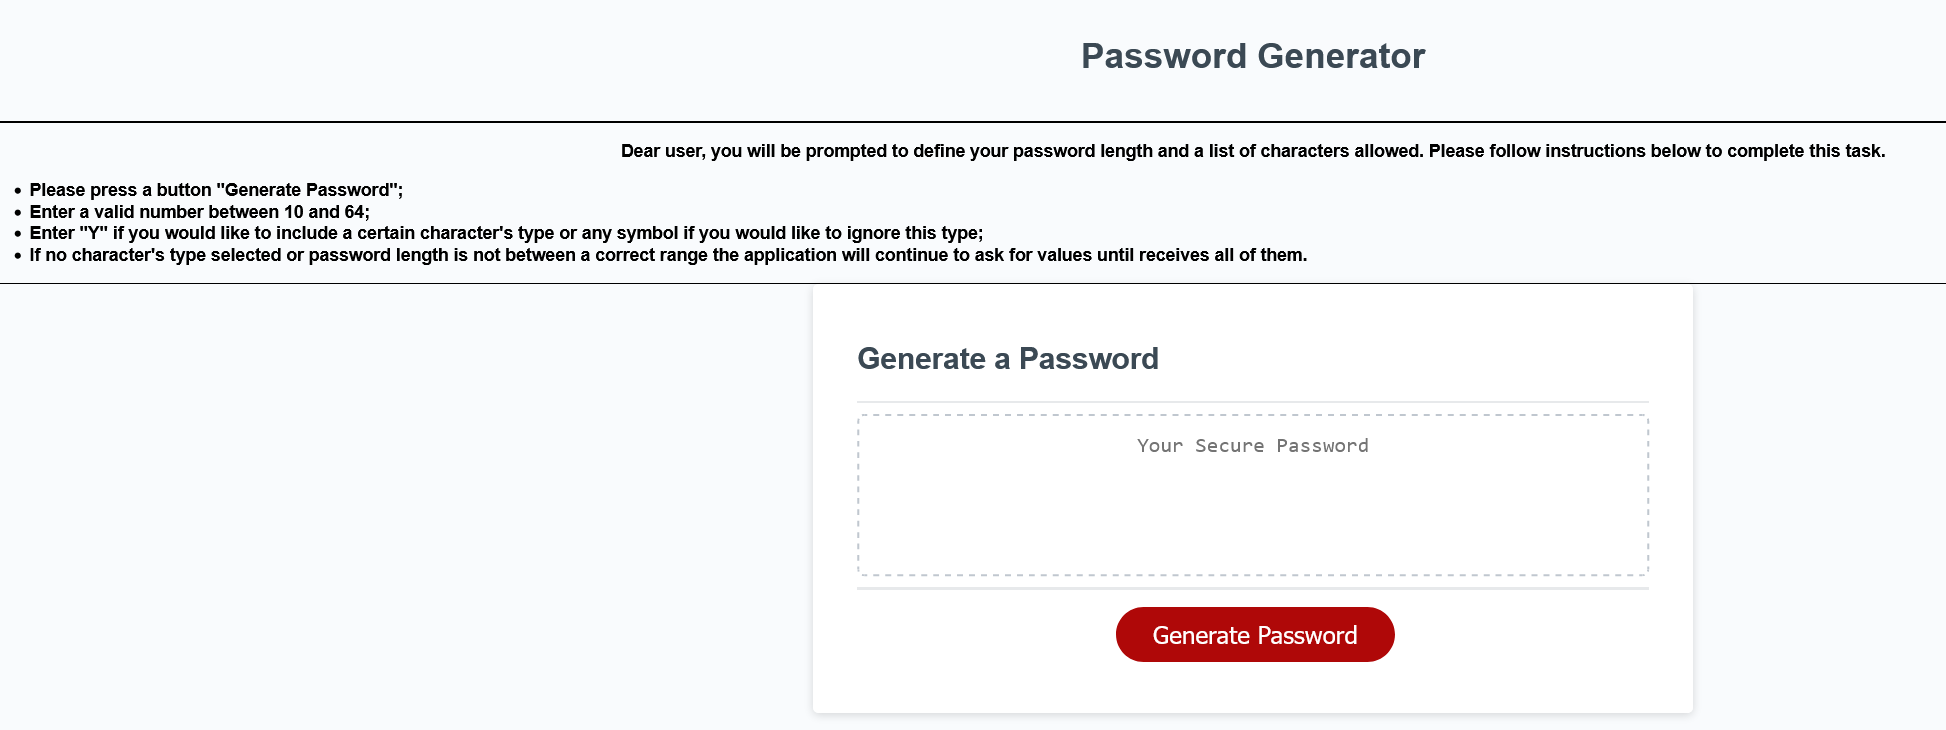 Password Generator
Dear user, you will be prompted to define your password length and a list of characters allowed. Please follow instructions below to complete this task.
• Please press a button "Generate Password";
• Enter a valid number between 10 and 64;
• Enter "Y" if you would like to include a certain character's type or any symbol if you would like to ignore this type;
• If no character's type selected or password length is not between a correct range the application will continue to ask for values until receives all of them.
Generate a Password
Your Secure Password
Generate Password